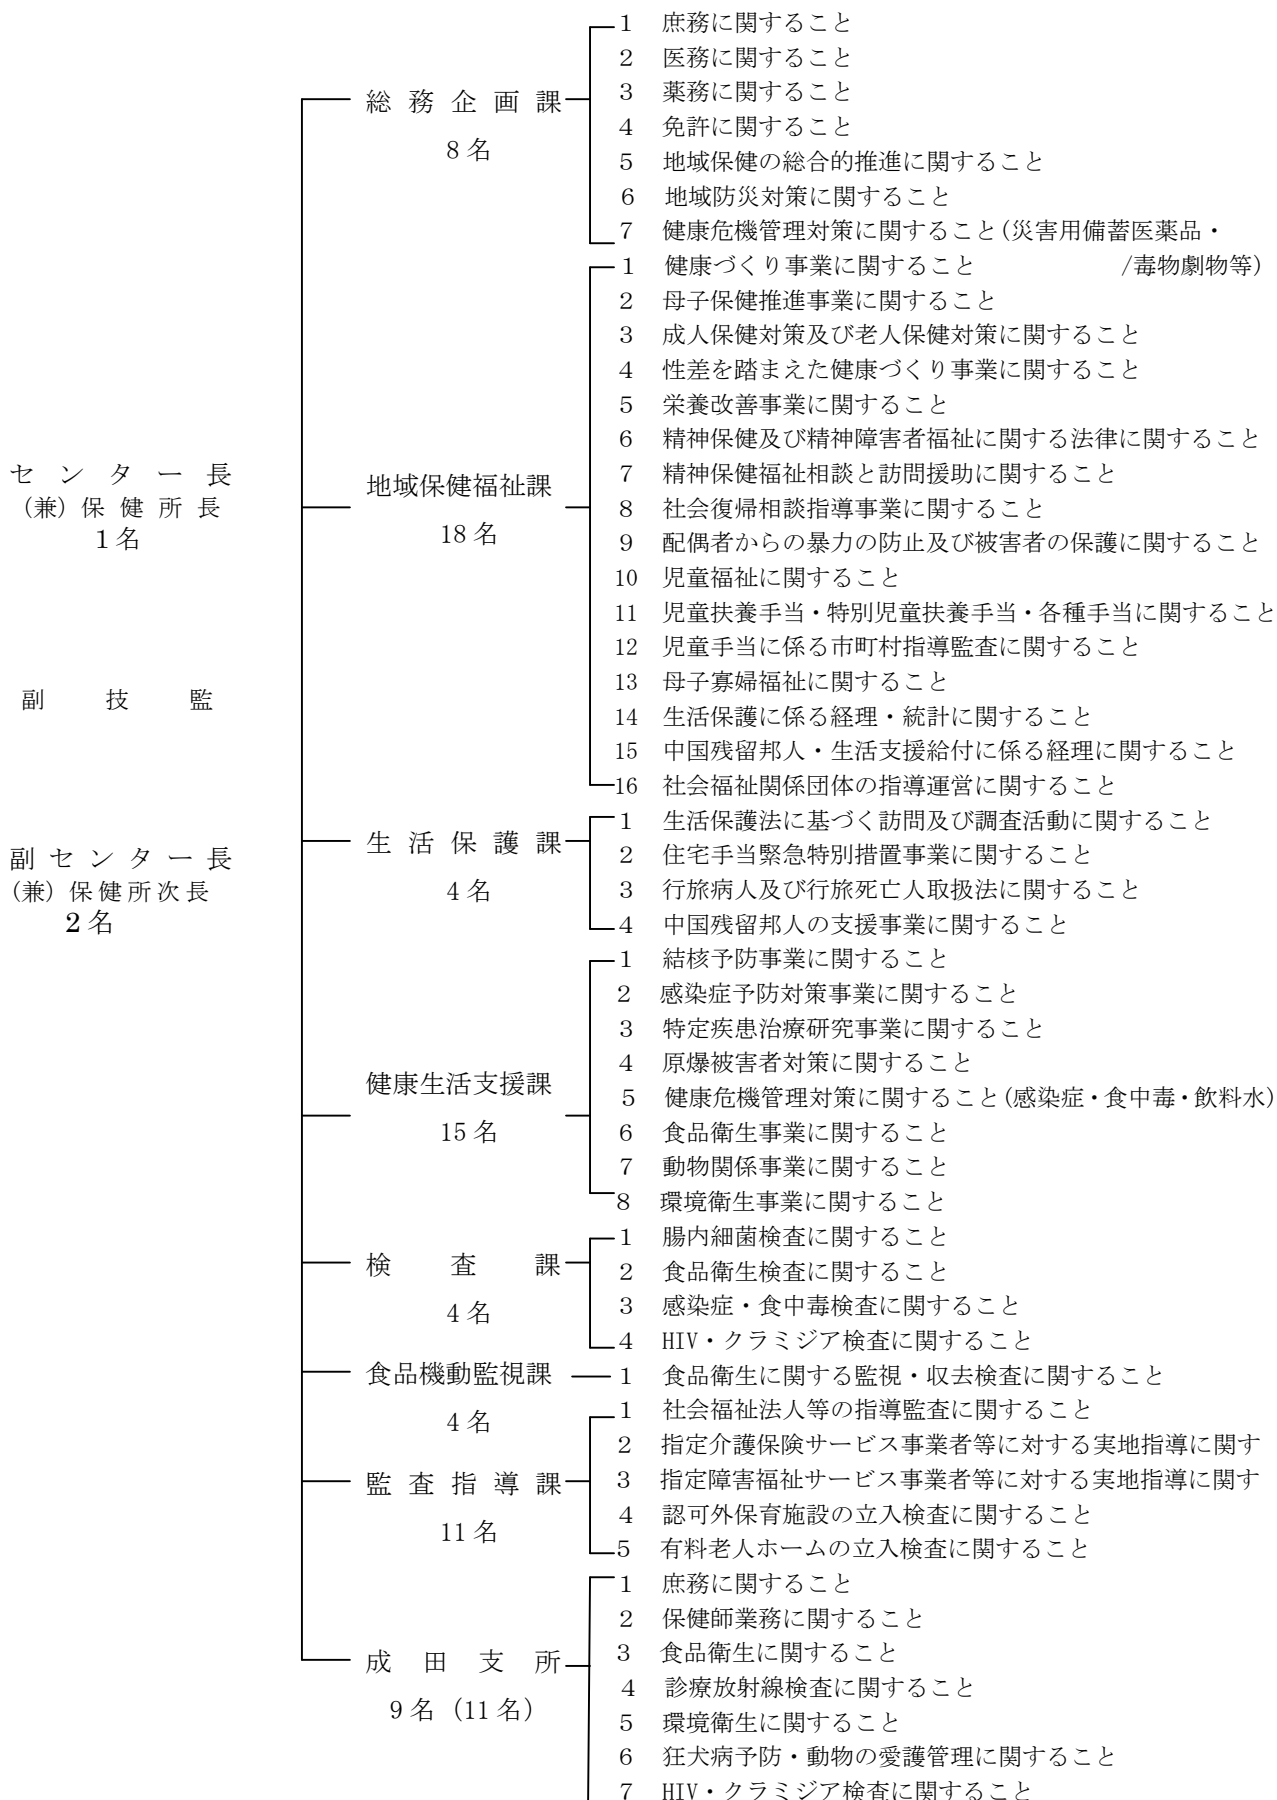 センター長
(兼)保健所長
1名
副技監
副センター長
(兼)保健所次長
2名
総務企画課
8名
1 庶務に関すること
2 医務に関すること
3 薬務に関すること
4 免許に関すること
5 地域保健の総合的推進に関すること
6 地域防災対策に関すること
7 健康危機管理対策に関すること(災害用備蓄医薬品・
/毒物劇物等)
地域保健福祉課
18名
1 健康づくり事業に関すること
2 母子保健推進事業に関すること
3 成人保健対策及び老人保健対策に関すること
4 性差を踏まえた健康づくり事業に関すること
5 栄養改善事業に関すること
6 精神保健及び精神障害者福祉に関する法律に関すること
7 精神保健福祉相談と訪問援助に関すること
8 社会復帰相談指導事業に関すること
9 配偶者からの暴力の防止及び被害者の保護に関すること
10 児童福祉に関すること
11 児童扶養手当・特別児童扶養手当・各種手当に関すること
12 児童手当に係る市町村指導監査に関すること
13 母子寡婦福祉に関すること
14 生活保護に係る経理・統計に関すること
15 中国残留邦人・生活支援給付に係る経理に関すること
16 社会福祉関係団体の指導運営に関すること
生活保護課
4名
1 生活保護法に基づく訪問及び調査活動に関すること
2 住宅手当緊急特別措置事業に関すること
3 行旅病人及び行旅死亡人取扱法に関すること
4 中国残留邦人の支援事業に関すること
健康生活支援課
15名
1 結核予防事業に関すること
2 感染症予防対策事業に関すること
3 特定疾患治療研究事業に関すること
4 原爆被害者対策に関すること
5 健康危機管理対策に関すること(感染症・食中毒・飲料水)
6 食品衛生事業に関すること
7 動物関係事業に関すること
8 環境衛生事業に関すること
検査課
4名
1 腸内細菌検査に関すること
2 食品衛生検査に関すること
3 感染症・食中毒検査に関すること
4 HIV・クラミジア検査に関すること
食品機動監視課
4名
1 食品衛生に関する監視・収去検査に関すること
監査指導課
11名
1 社会福祉法人等の指導監査に関すること
2 指定介護保険サービス事業者等に対する実地指導に関す
3 指定障害福祉サービス事業者等に対する実地指導に関す
4 認可外保育施設の立入検査に関すること
5 有料老人ホームの立入検査に関すること
成田支所
9名(11名)
1 庶務に関すること
2 保健師業務に関すること
3 食品衛生に関すること
4 診療放射線検査に関すること
5 環境衛生に関すること
6 狂犬病予防・動物の愛護管理に関すること
7 HIV・クラミジア検査に関すること